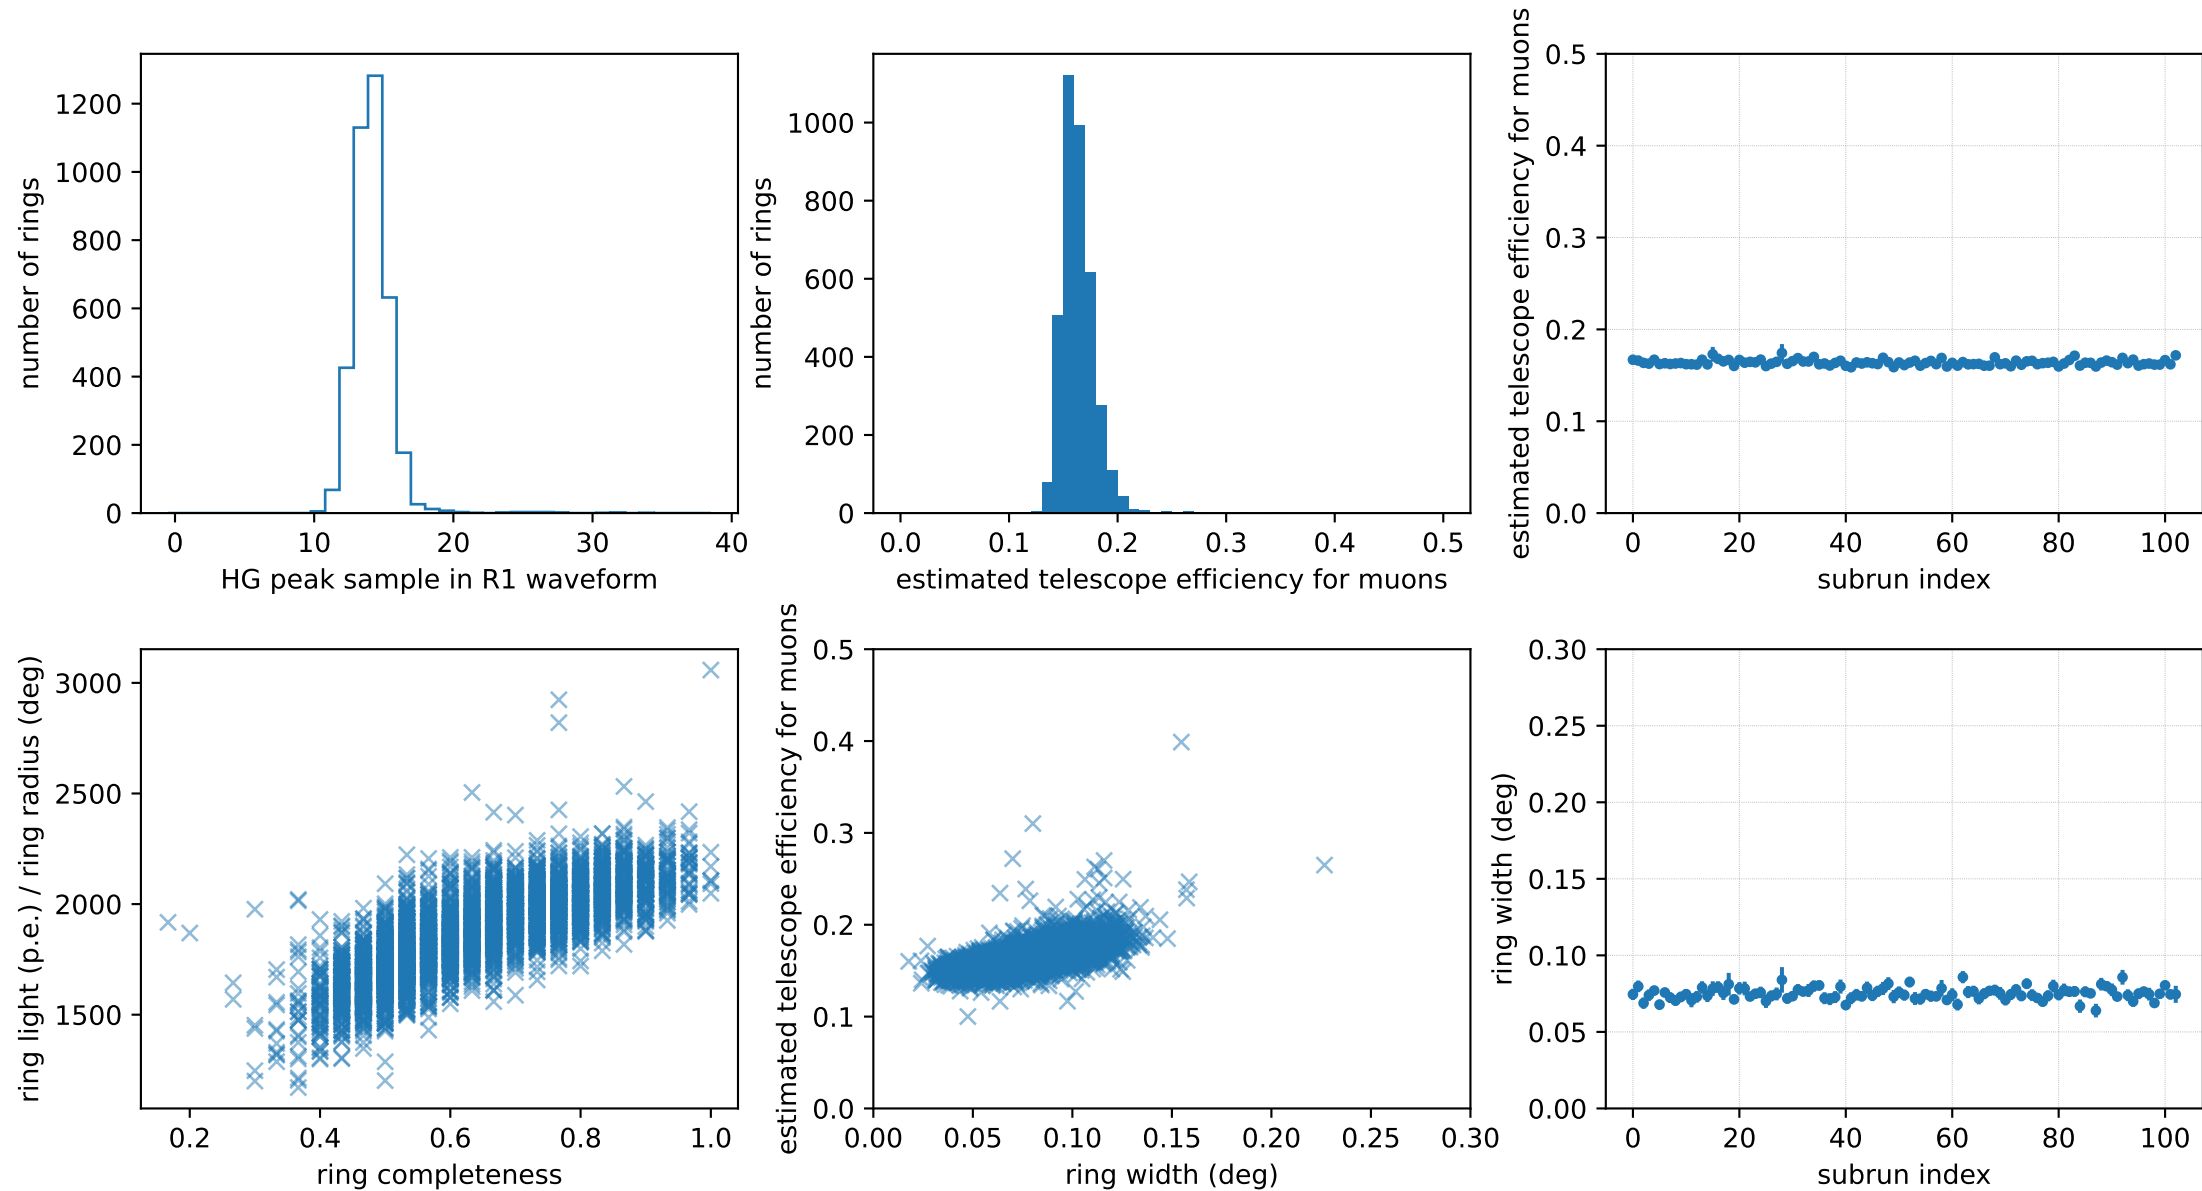 number of rings
1200
1000
800
600
400
200
0
0 10 20 30 40
HG peak sample in R1 waveform
number of rings
1000
800
600
400
200
0
0.0 0.1 0.2 0.3 0.4 0.5
estimated telescope efficiency for muons
estimated telescope efficiency for muons
0.5
0.4
0.3
0.2
0.1
0.0
0 20 40 60 80 100
subrun index
ring light (p.e.) / ring radius (deg)
3000
2500
2000
1500
0.2 0.4 0.6 0.8 1.0
ring completeness
estimated telescope efficiency for muons
0.5
0.4
0.3
0.2
0.1
0.0
0.00 0.05 0.10 0.15 0.20 0.25 0.30
ring width (deg)
ring width (deg)
0.30
0.25
0.20
0.15
0.10
0.05
0.00
0 20 40 60 80 100
subrun index